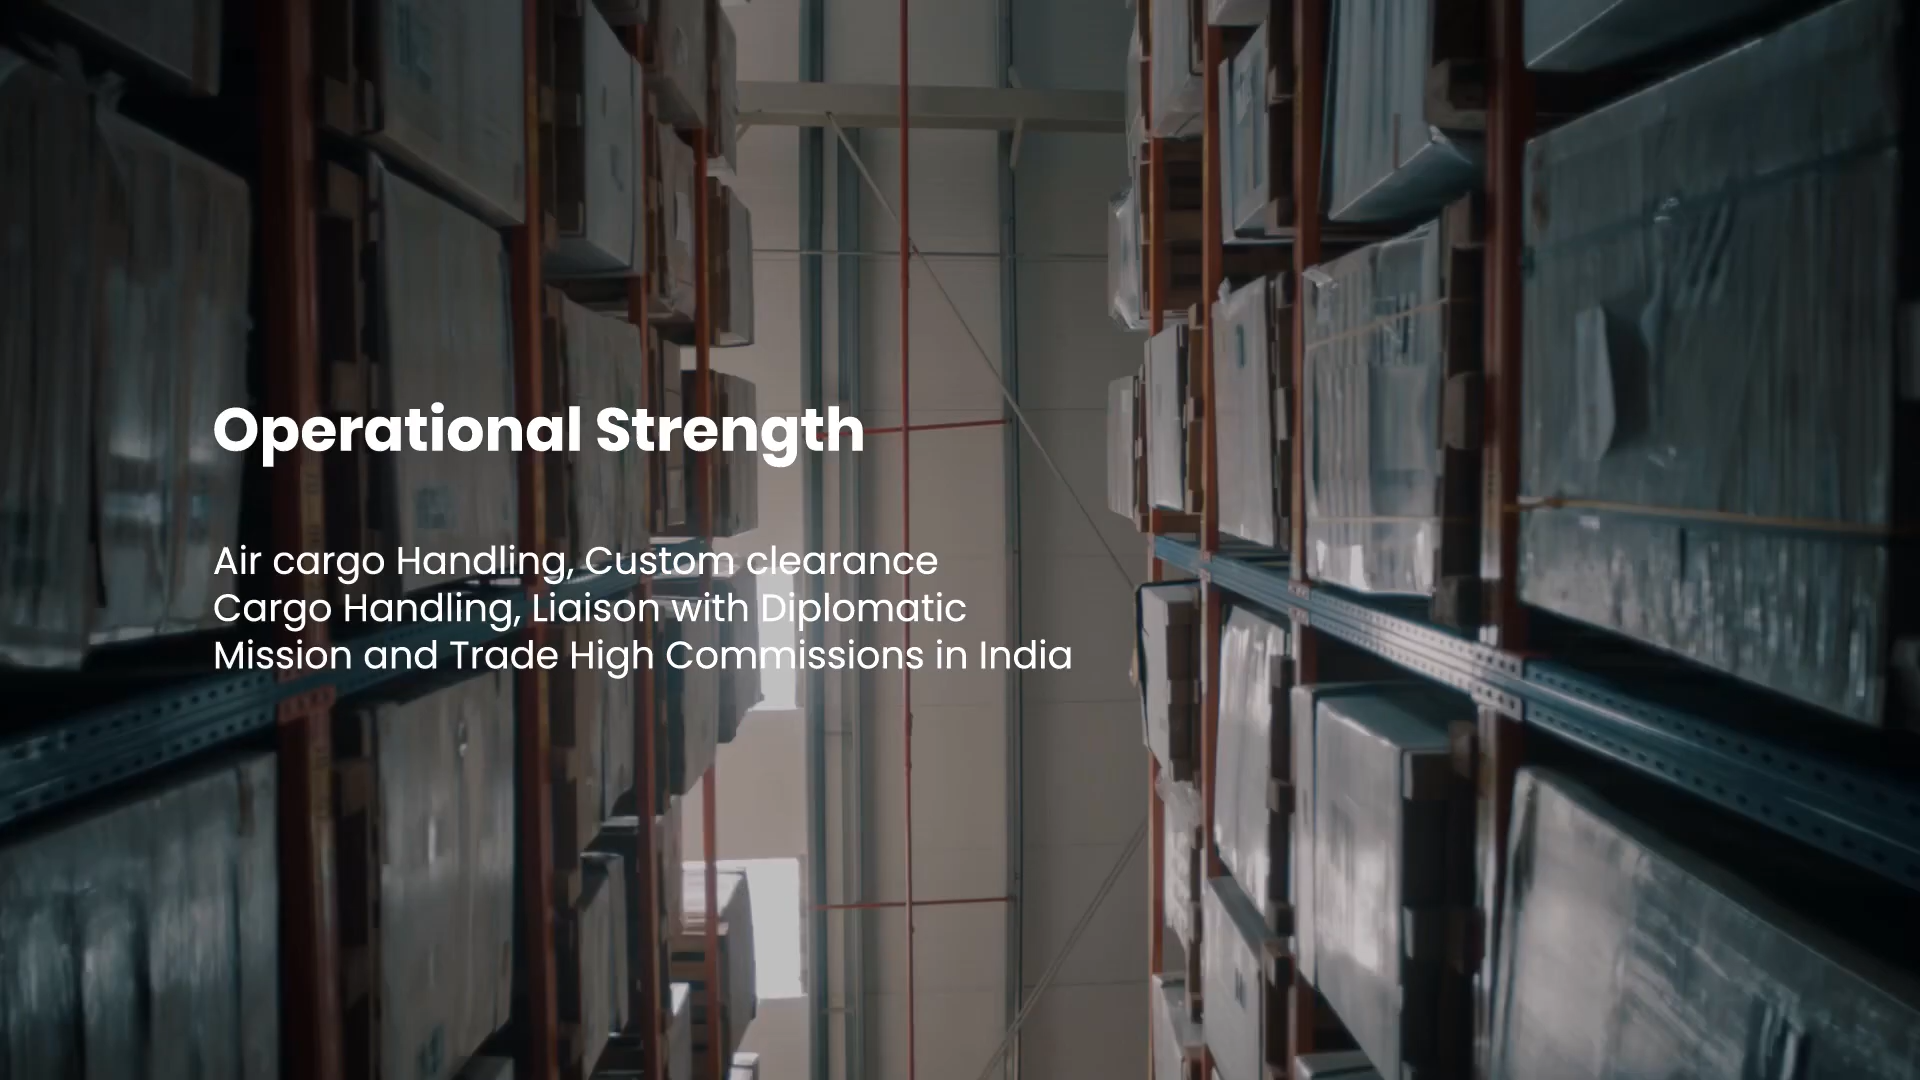 Operational Strength
Air cargo Handling, Custom clearance
Cargo Handling, Liaison with Diplomatic
Mission and Trade High Commissions in India